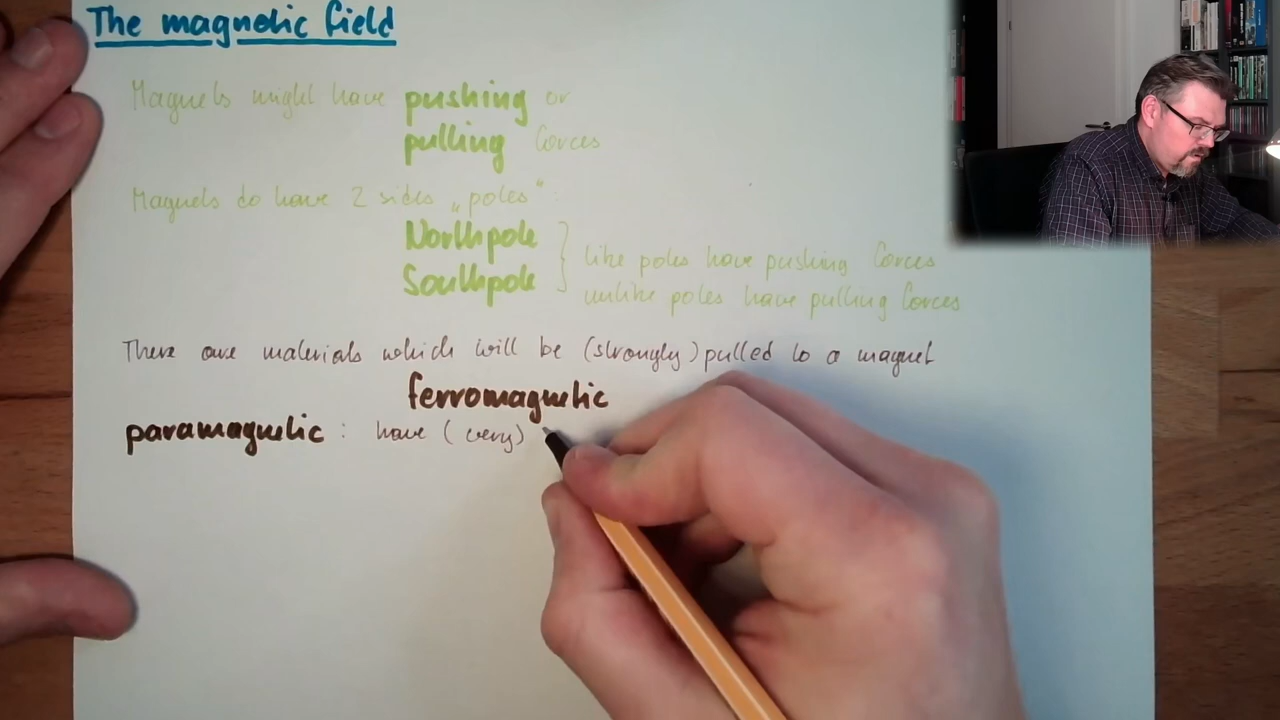 The magnetic field
Magnets might have pushing or
pulling forces
Magnets do have 2 sides „poles“:
Northpole
Southpole
like poles have pushing forces
unlike poles have pulling forces
There are materials which will be (strongly) pulled to a magnet
ferromagnetic
paramagnetic: have (very)